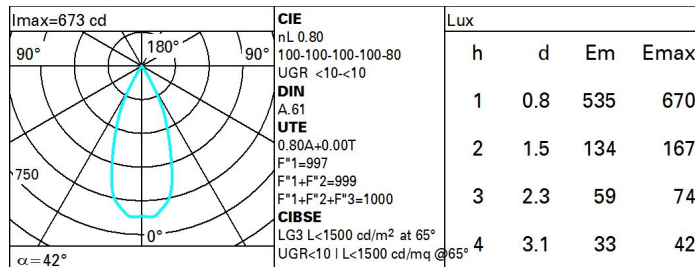 Imax=673 cd
90°
180°
90°
750
0°
α=42°
CIE
nL 0.80
100-100-100-100-80
UGR <10-<10
DIN
A.61
UTE
0.80A+0.00T
F"1=997
F"1+F"2=999
F"1+F"2+F"3=1000
CIBSE
LG3 L<1500 cd/m² at 65°
UGR<10 | L<1500 cd/mq @65°
Lux
h d Em Emax
1 0.8 535 670
2 1.5 134 167
3 2.3 59 74
4 3.1 33 42